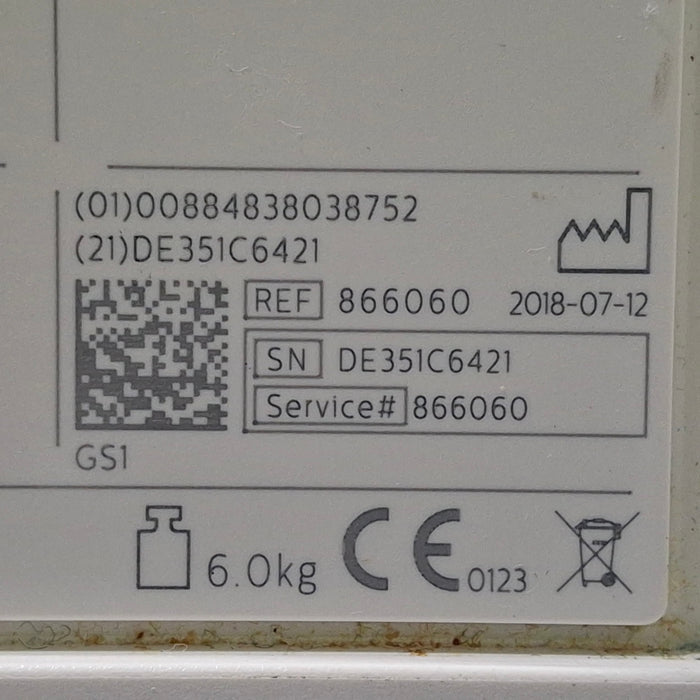 (01)00884838038752
(21)DE351C6421
REF 866060 2018-07-12
SN DE351C6421
Service# 866060
GS1
6.0kg CE 0123